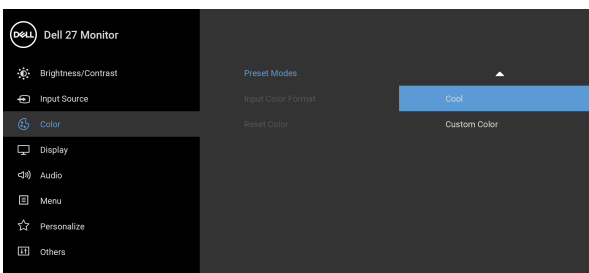 DELL Dell 27 Monitor
Brightness/Contrast Preset Modes
Input Source Input Color Format Cool
Color Reset Color Custom Color
Display
Audio
Menu
Personalize
Others